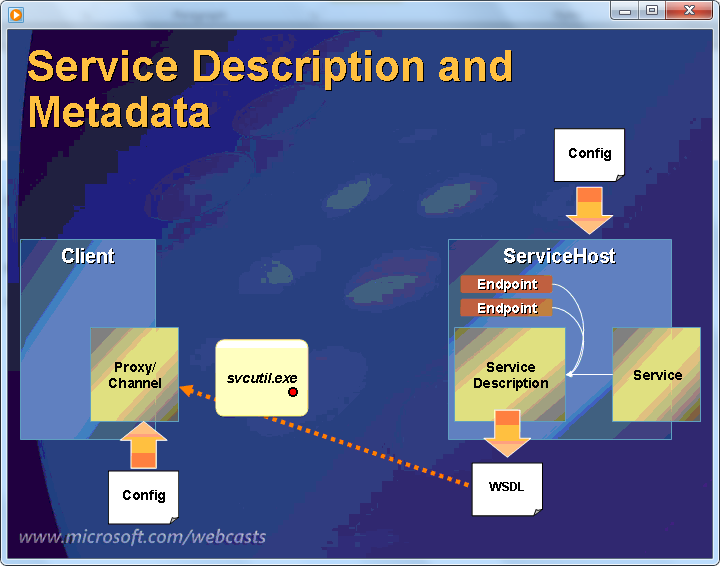 Service Description and
Metadata
Config
Client
ServiceHost
Endpoint
Endpoint
Proxy/
Channel
svcutil.exe
Service
Description
Service
Config
WSDL
www.microsoft.com/webcasts